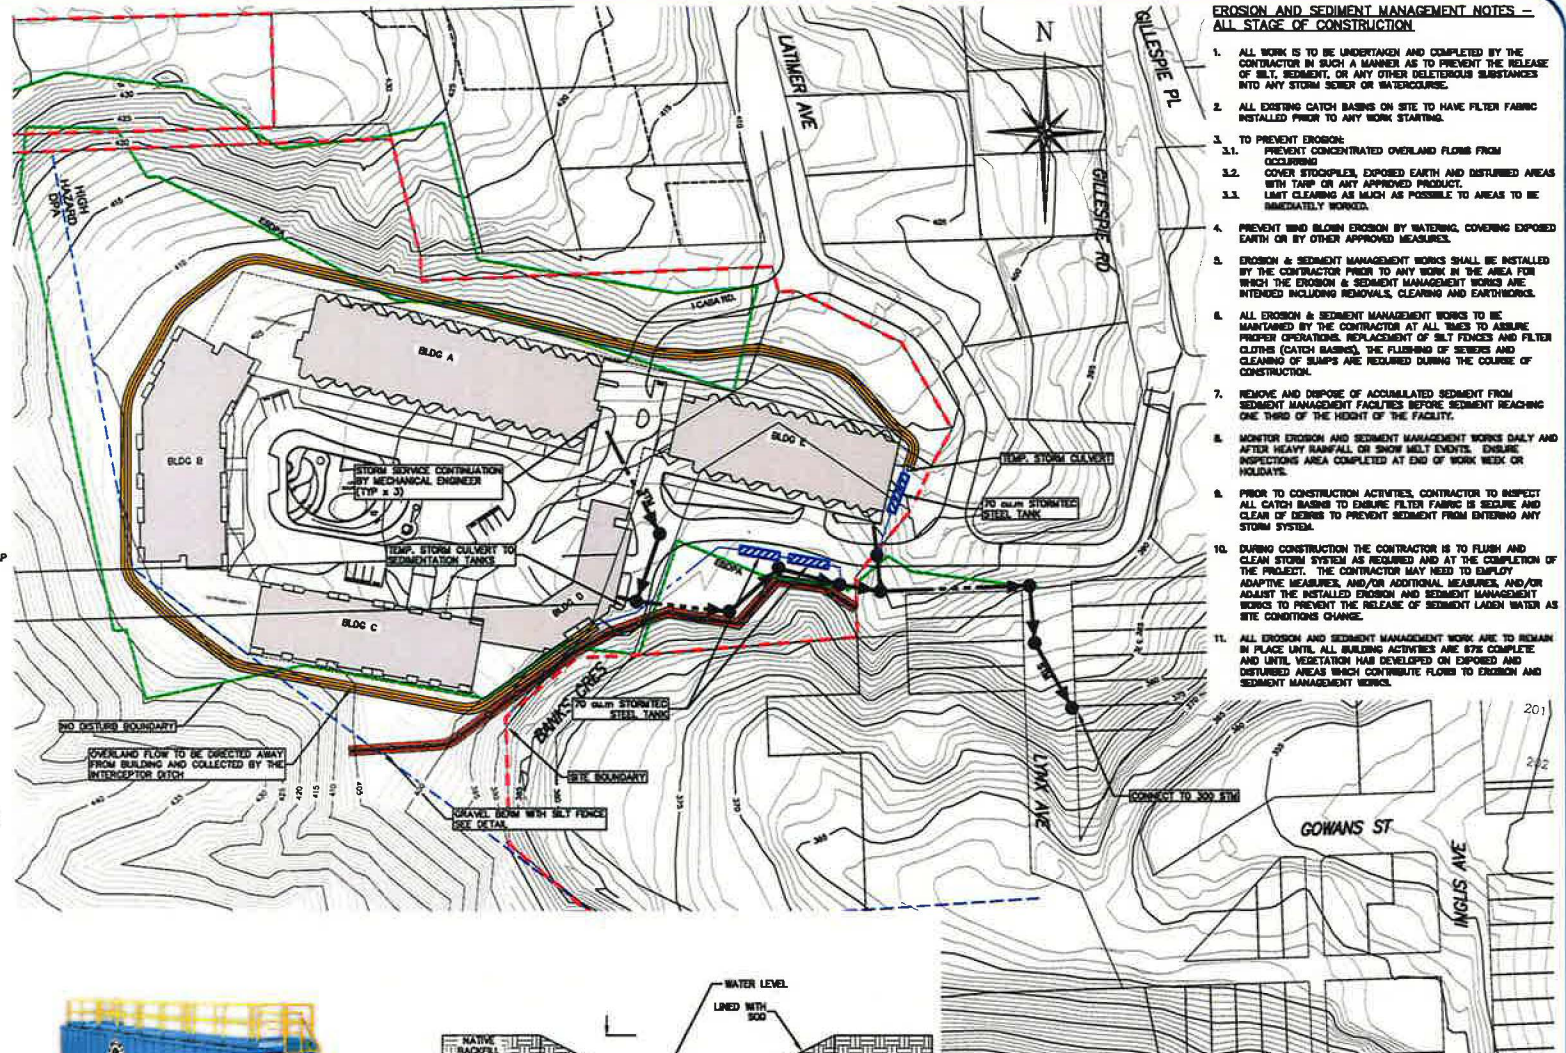 EROSION AND SEDIMENT MANAGEMENT NOTES –
ALL STAGE OF CONSTRUCTION
1. ALL WORK IS TO BE UNDERTAKEN AND COMPLETED BY THE
CONTRACTOR IN SUCH A MANNER AS TO PREVENT THE RELEASE
OF SILT, SEDIMENT, OR ANY OTHER DELETERIOUS SUBSTANCES
INTO ANY STORM SEWER OR WATERCOURSE.
2. ALL EXISTING CATCH BASINS ON SITE TO HAVE FILTER FABRIC
INSTALLED PRIOR TO ANY WORK STARTING.
3. TO PREVENT EROSION:
3.1. PREVENT CONCENTRATED OVERLAND FLOWS FROM
OCCURRING
3.2. COVER STOCKPILES, EXPOSED EARTH AND DISTURBED AREAS
WITH TARP OR ANY APPROVED PRODUCT.
3.3. LIMIT CLEARING AS MUCH AS POSSIBLE TO AREAS TO BE
IMMEDIATELY WORKED.
4. PREVENT WIND BLOWN EROSION BY WATERING, COVERING EXPOSED
EARTH OR BY OTHER APPROVED MEASURES.
5. EROSION & SEDIMENT MANAGEMENT WORKS SHALL BE INSTALLED
BY THE CONTRACTOR PRIOR TO ANY WORK IN THE AREA FOR
WHICH THE EROSION & SEDIMENT MANAGEMENT WORKS ARE
INTENDED INCLUDING REMOVALS, CLEARING AND EARTHWORKS.
6. ALL EROSION & SEDIMENT MANAGEMENT WORKS TO BE
MAINTAINED BY THE CONTRACTOR AT ALL TIMES TO ASSURE
PROPER OPERATIONS. REPLACEMENT OF SILT FENCES AND FILTER
CLOTHS (CATCH BASINS), THE FLUSHING OF SEWERS AND
CLEANING OF SUMPS ARE REQUIRED DURING THE COURSE OF
CONSTRUCTION.
7. REMOVE AND DISPOSE OF ACCUMULATED SEDIMENT FROM
SEDIMENT MANAGEMENT FACILITIES BEFORE SEDIMENT REACHING
ONE THIRD OF THE HEIGHT OF THE FACILITY.
8. MONITOR EROSION AND SEDIMENT MANAGEMENT WORKS DAILY AND
AFTER HEAVY RAINFALL OR SNOW MELT EVENTS. ENSURE
INSPECTIONS AREA COMPLETED AT END OF WORK WEEK OR
HOLIDAYS.
9. PRIOR TO CONSTRUCTION ACTIVITIES, CONTRACTOR TO INSPECT
ALL CATCH BASINS TO ENSURE FILTER FABRIC IS SECURE AND
CLEAR OF DEBRIS TO PREVENT SEDIMENT FROM ENTERING ANY
STORM SYSTEM.
10. DURING CONSTRUCTION THE CONTRACTOR IS TO FLUSH AND
CLEAN STORM SYSTEM AS REQUIRED AND AT THE COMPLETION OF
THE PROJECT. THE CONTRACTOR MAY NEED TO EMPLOY
ADAPTIVE MEASURES, AND/OR ADDITIONAL MEASURES, AND/OR
ADJUST THE INSTALLED EROSION AND SEDIMENT MANAGEMENT
WORKS TO PREVENT THE RELEASE OF SEDIMENT LADEN WATER AS
SITE CONDITIONS CHANGE.
11. ALL EROSION AND SEDIMENT MANAGEMENT WORK ARE TO REMAIN
IN PLACE UNTIL ALL BUILDING ACTIVITIES ARE 97% COMPLETE
AND UNTIL VEGETATION HAS DEVELOPED ON EXPOSED AND
DISTURBED AREAS WHICH CONTRIBUTE FLOWS TO EROSION AND
SEDIMENT MANAGEMENT WORKS.
N
LATIMER AVE
GILLESPIE PL
GILLESPIE RD
HIGH
HAZARD
DPA
ESDPA
BLDG A
BLDG B
BLDG C
BLDG D
BLDG E
STORM SERVICE CONTINUATION
BY MECHANICAL ENGINEER
(TYP x 3)
TEMP. STORM CULVERT TO
SEDIMENTATION TANKS
TEMP. STORM CULVERT
70 cu.m STORMTEC
STEEL TANK
ESDPA
70 cu.m STORMTEC
STEEL TANK
BANKS CRES
NO DISTURB BOUNDARY
OVERLAND FLOW TO BE DIRECTED AWAY
FROM BUILDING AND COLLECTED BY THE
INTERCEPTOR DITCH
SITE BOUNDARY
GRAVEL BERM WITH SILT FENCE
SEE DETAIL
LYNX AVE
CONNECT TO 300 STM
GOWANS ST
INGLIS AVE
201
WATER LEVEL
LINED WITH
SOD
NATIVE
BACKFILL